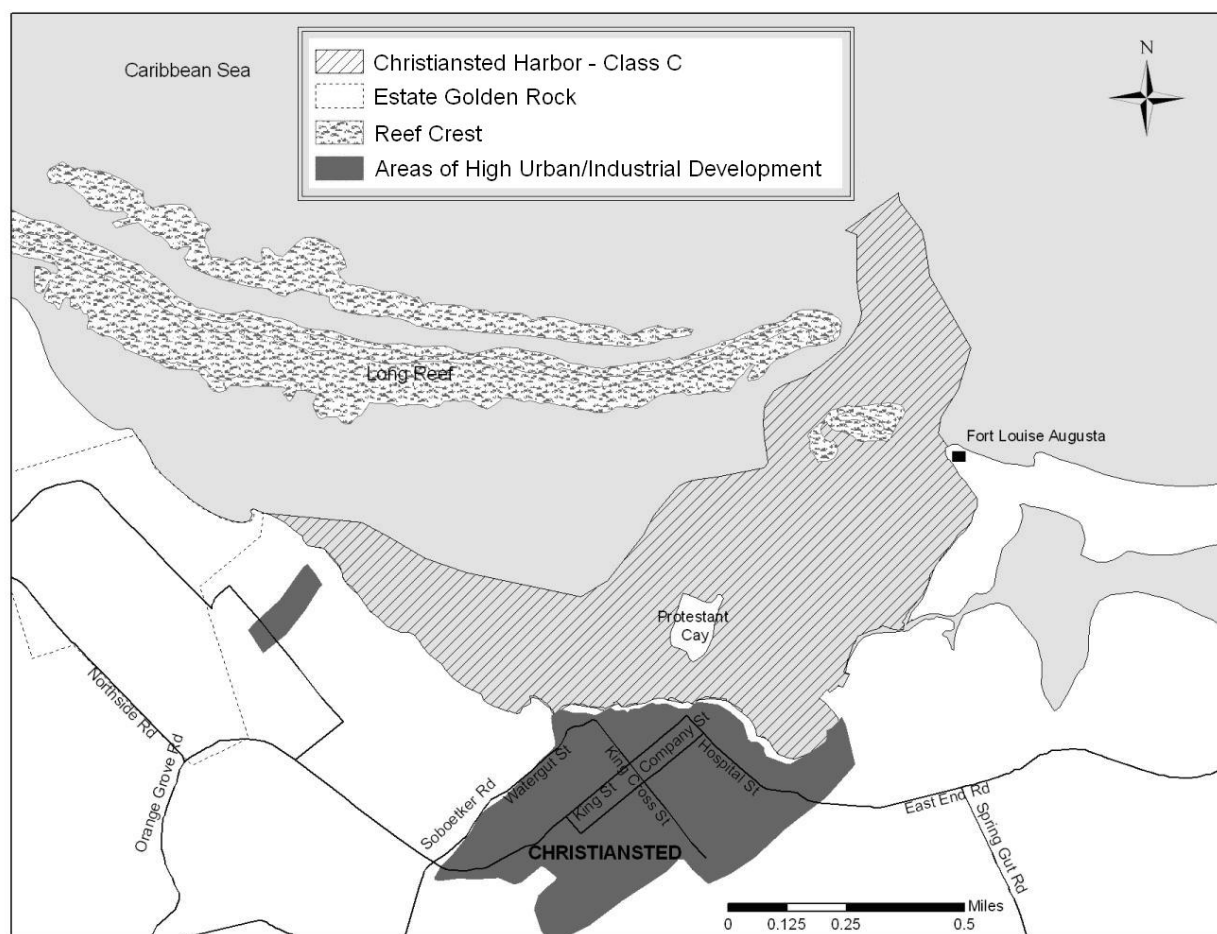 Caribbean Sea
Christiansted Harbor - Class C
Estate Golden Rock
Reef Crest
Areas of High Urban/Industrial Development
N
Long Reef
Fort Louise Augusta
Protestant
Cay
Northside Rd
Orange Grove Rd
Soboetker Rd
Watergut St
King St
Company St
King Cross St
Hospital St
East End Rd
Spring Gut Rd
CHRISTIANSTED
Miles
0 0.125 0.25 0.5